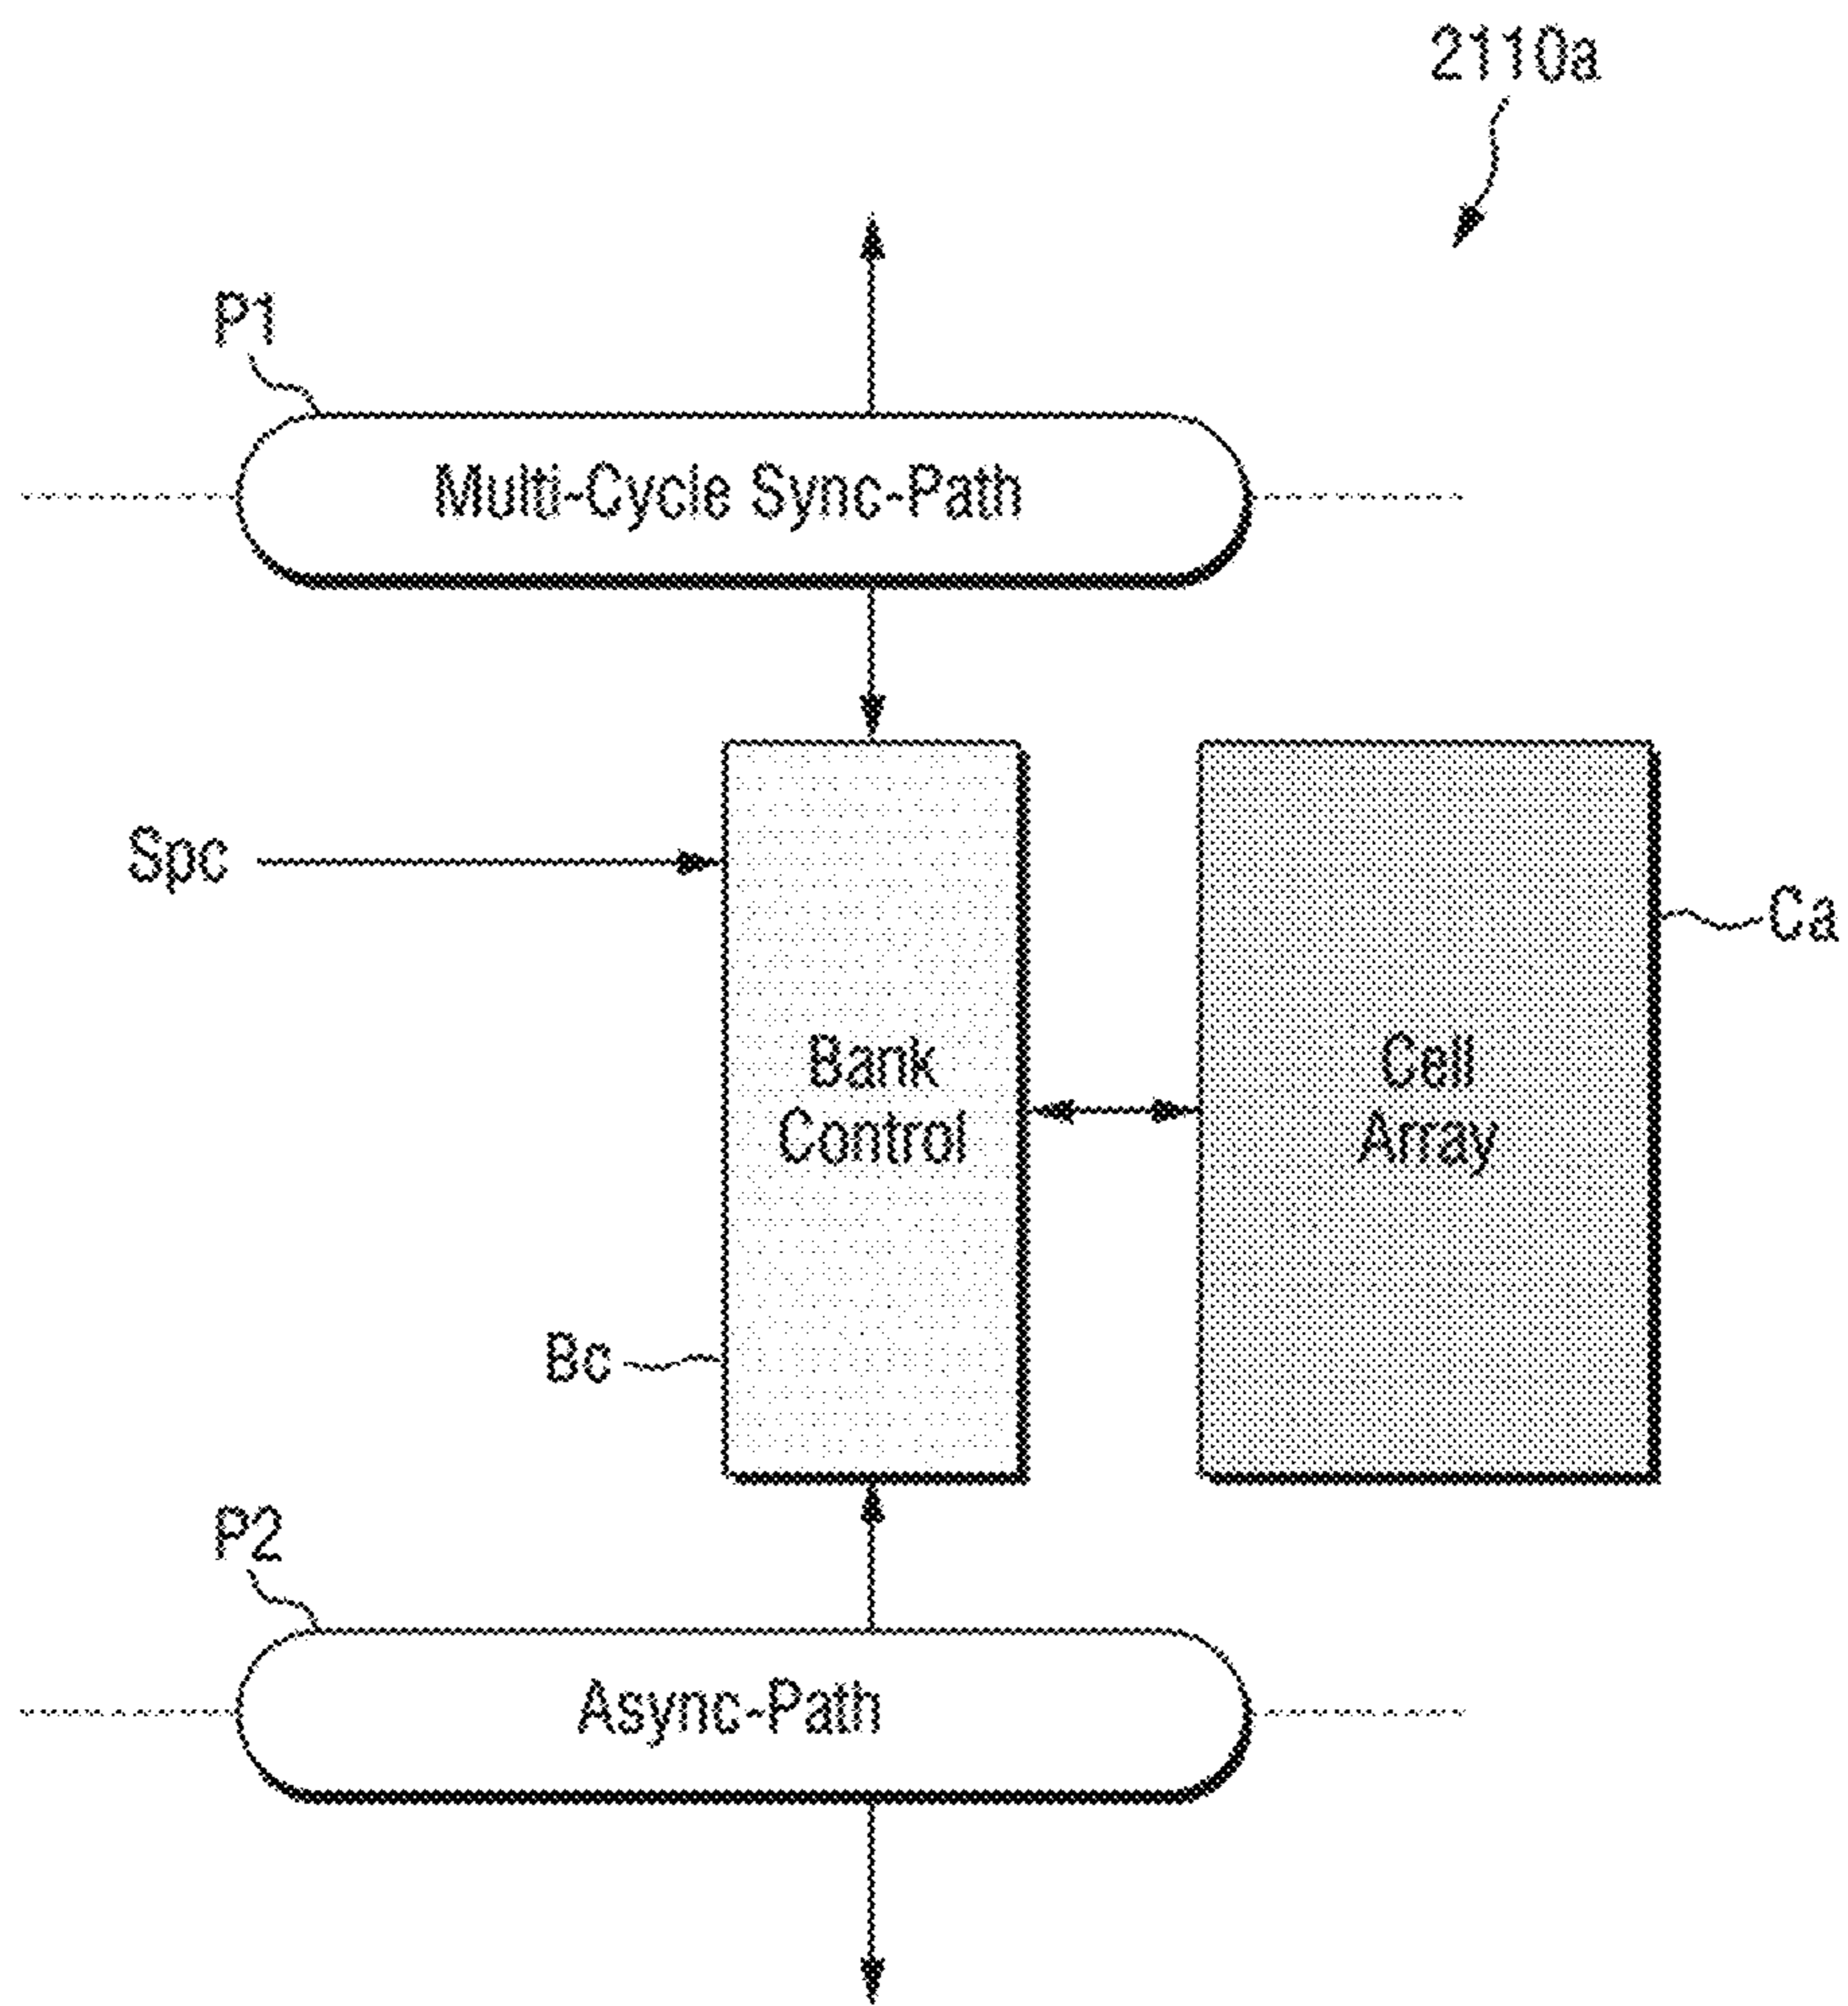 2110a
P1
Multi-Cycle Sync-Path
Spc
Ca
Bank
Control
Cell
Array
Bc
P2
Async-Path